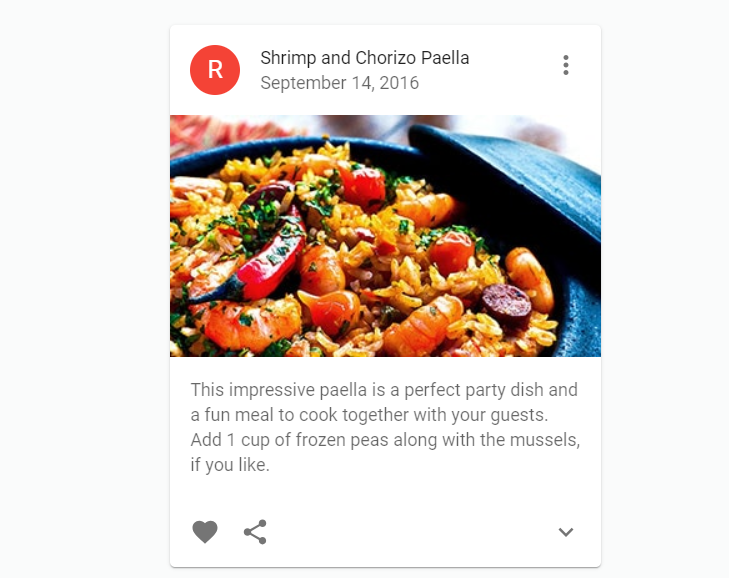 R
Shrimp and Chorizo Paella
September 14, 2016
This impressive paella is a perfect party dish and
a fun meal to cook together with your guests.
Add 1 cup of frozen peas along with the mussels,
if you like.